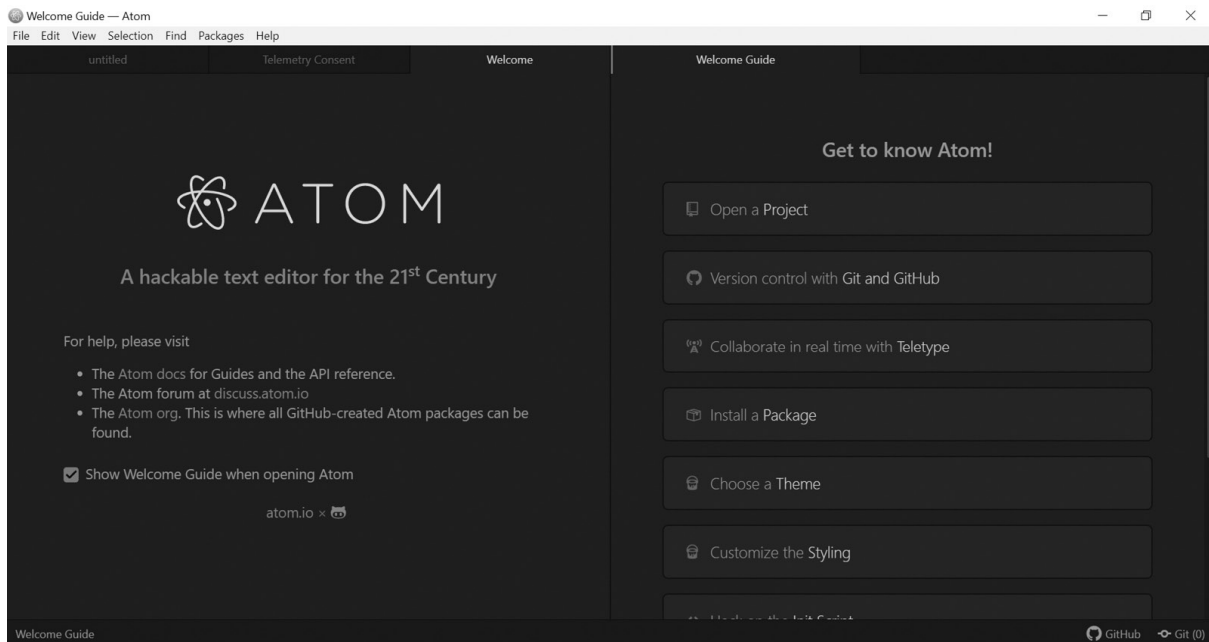 Welcome Guide — Atom
File Edit View Selection Find Packages Help
untitled Telemetry Consent Welcome Welcome Guide
ATOM
A hackable text editor for the 21st Century
For help, please visit
• The Atom docs for Guides and the API reference.
• The Atom forum at discuss.atom.io
• The Atom org. This is where all GitHub-created Atom packages can be
found.
Show Welcome Guide when opening Atom
atom.io ×
Get to know Atom!
Open a Project
Version control with Git and GitHub
Collaborate in real time with Teletype
Install a Package
Choose a Theme
Customize the Styling
Hack on the Init Script
Welcome Guide GitHub Git (0)